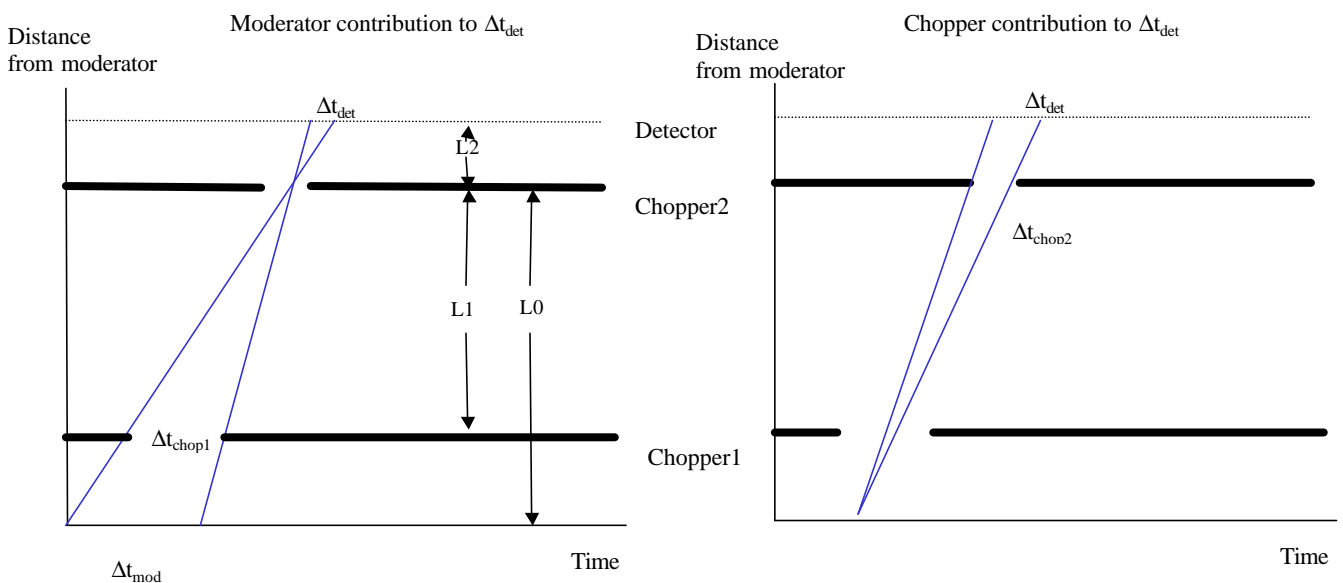 Moderator contribution to Δt_det
Distance
from moderator
Δt_det
L2
L1
L0
Δt_chop1
Time
Δt_mod
Detector
Chopper2
Chopper1
Chopper contribution to Δt_det
Distance
from moderator
Δt_det
Δt_chop2
Time